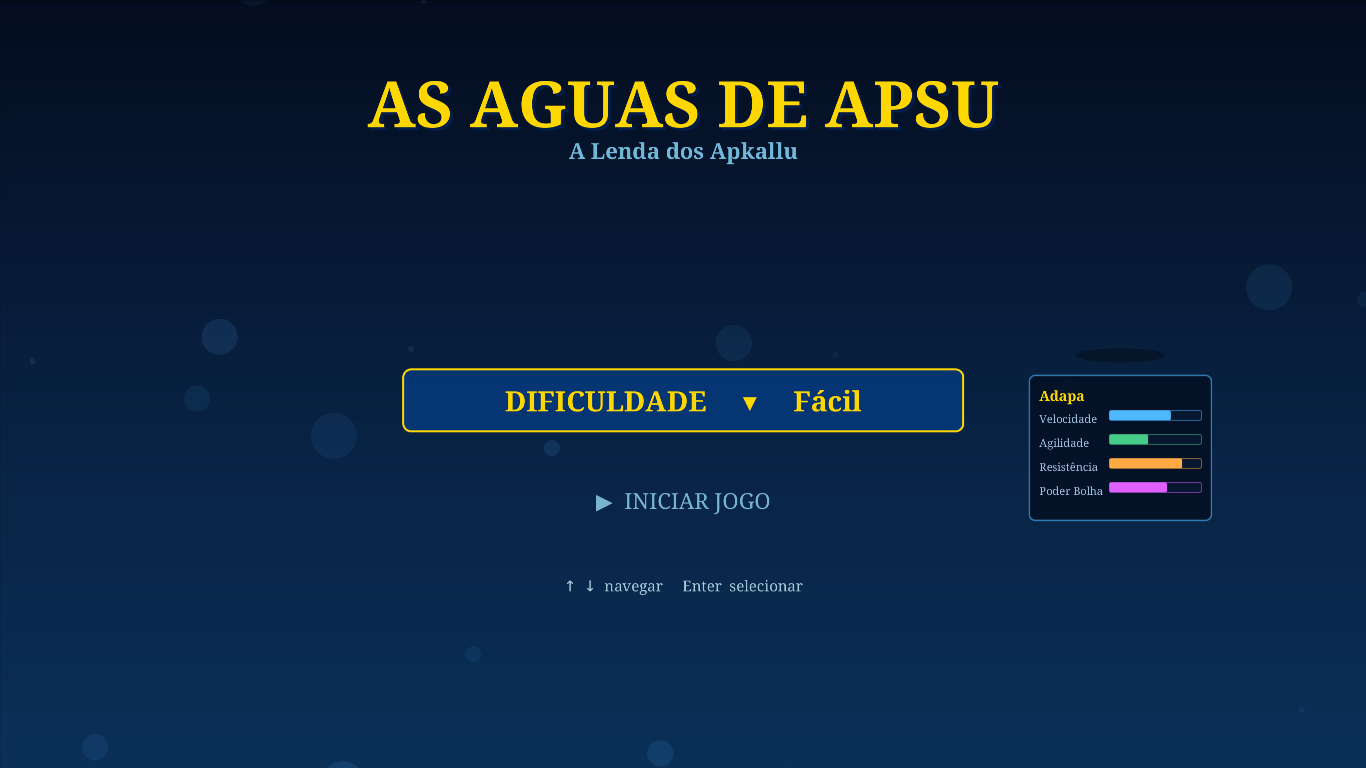 AS AGUAS DE APSU
A Lenda dos Apkallu
DIFICULDADE ▼ Fácil
▶ INICIAR JOGO
↑ ↓ navegar Enter selecionar
Adapa
Velocidade
Agilidade
Resistência
Poder Bolha